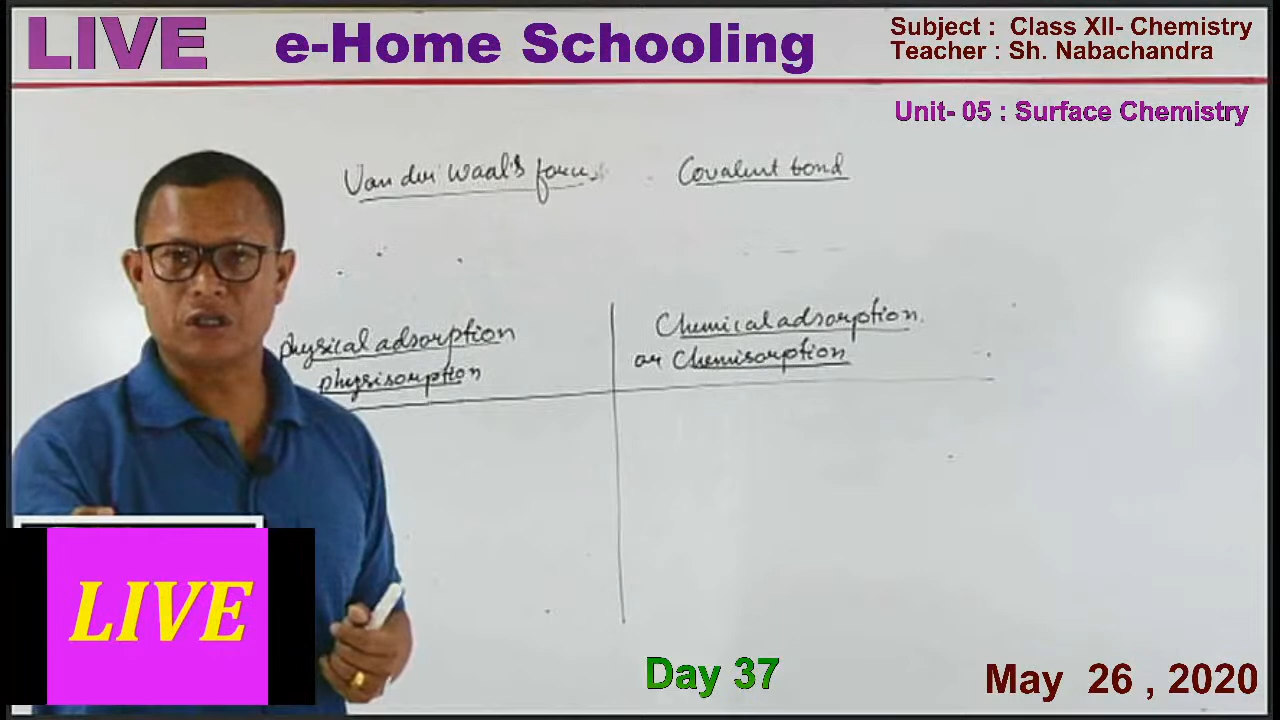 LIVE
e-Home Schooling
Subject : Class XII- Chemistry
Teacher : Sh. Nabachandra
Unit- 05 : Surface Chemistry
Van der Waal's force
Covalent bond
physical adsorption
physisorption
Chemical adsorption.
or Chemisorption
LIVE
Day 37
May 26 , 2020